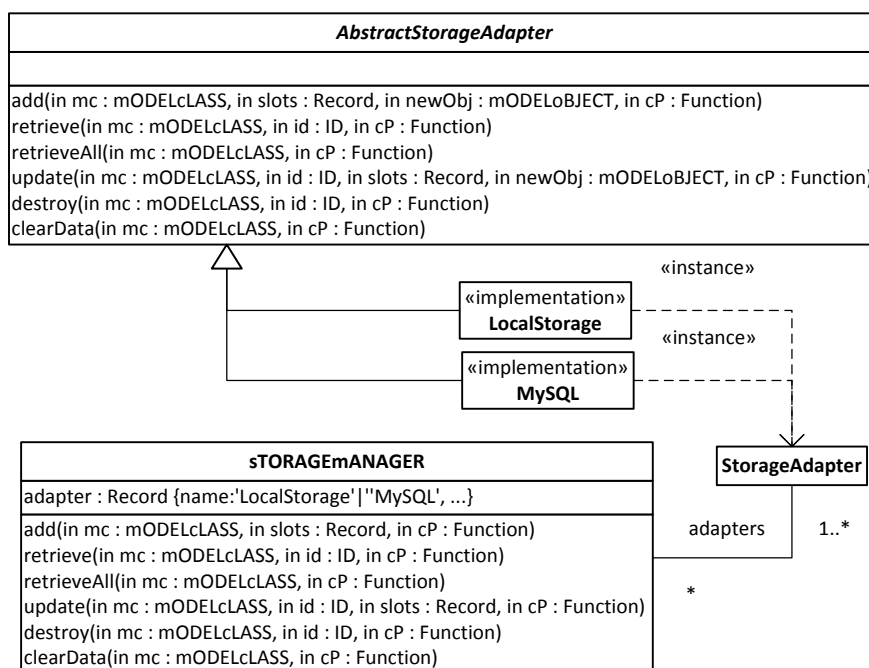 AbstractStorageAdapter
add(in mc : mODELcLASS, in slots : Record, in newObj : mODELoBJECT, in cP : Function)
retrieve(in mc : mODELcLASS, in id : ID, in cP : Function)
retrieveAll(in mc : mODELcLASS, in cP : Function)
update(in mc : mODELcLASS, in id : ID, in slots : Record, in newObj : mODELoBJECT, in cP : Function)
destroy(in mc : mODELcLASS, in id : ID, in cP : Function)
clearData(in mc : mODELcLASS, in cP : Function)
«instance»
«implementation»
LocalStorage
«instance»
«implementation»
MySQL
sTORAGEmANAGER
StorageAdapter
adapter : Record {name:'LocalStorage'|''MySQL', ...}
add(in mc : mODELcLASS, in slots : Record, in cP : Function)
adapters 1..*
retrieve(in mc : mODELcLASS, in id : ID, in cP : Function)
retrieveAll(in mc : mODELcLASS, in cP : Function)
*
update(in mc : mODELcLASS, in id : ID, in slots : Record, in cP : Function)
destroy(in mc : mODELcLASS, in id : ID, in cP : Function)
clearData(in mc : mODELcLASS, in cP : Function)